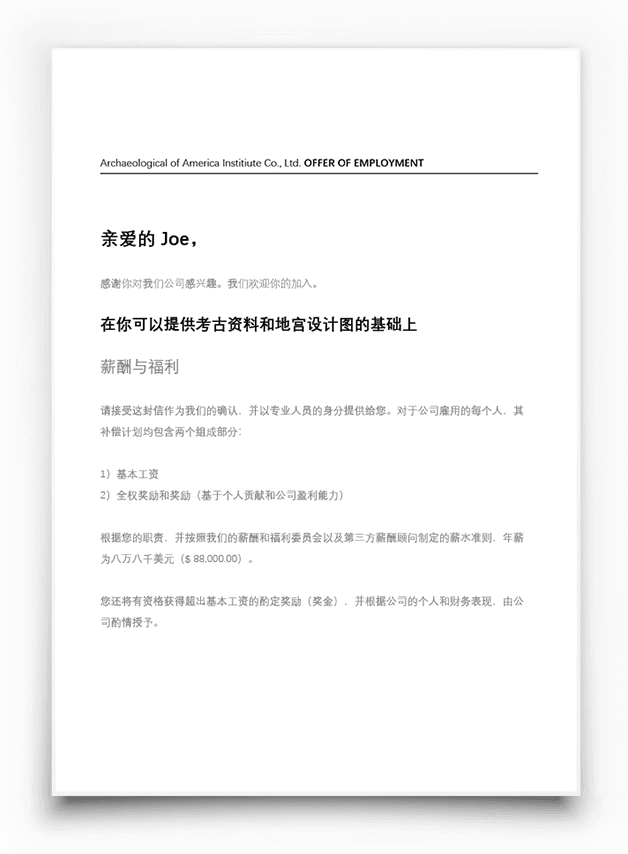 Archaeological of America Institiute Co., Ltd. OFFER OF EMPLOYMENT
亲爱的 Joe，
感谢你对我们公司感兴趣。我们欢迎你的加入。
在你可以提供考古资料和地宫设计图的基础上
薪酬与福利
请接受这封信作为我们的确认，并以专业人员的身分提供给您。对于公司雇用的每个人，其
补偿计划均包含两个组成部分：
1）基本工资
2）全权奖励和奖励（基于个人贡献和公司盈利能力）
根据您的职责，并按照我们的薪酬和福利委员会以及第三方薪酬顾问制定的薪水准则，年薪
为八万八千美元（$ 88,000.00）。
您还将有资格获得超出基本工资的酌定奖励（奖金），并根据公司的个人和财务表现，由公
司酌情授予。